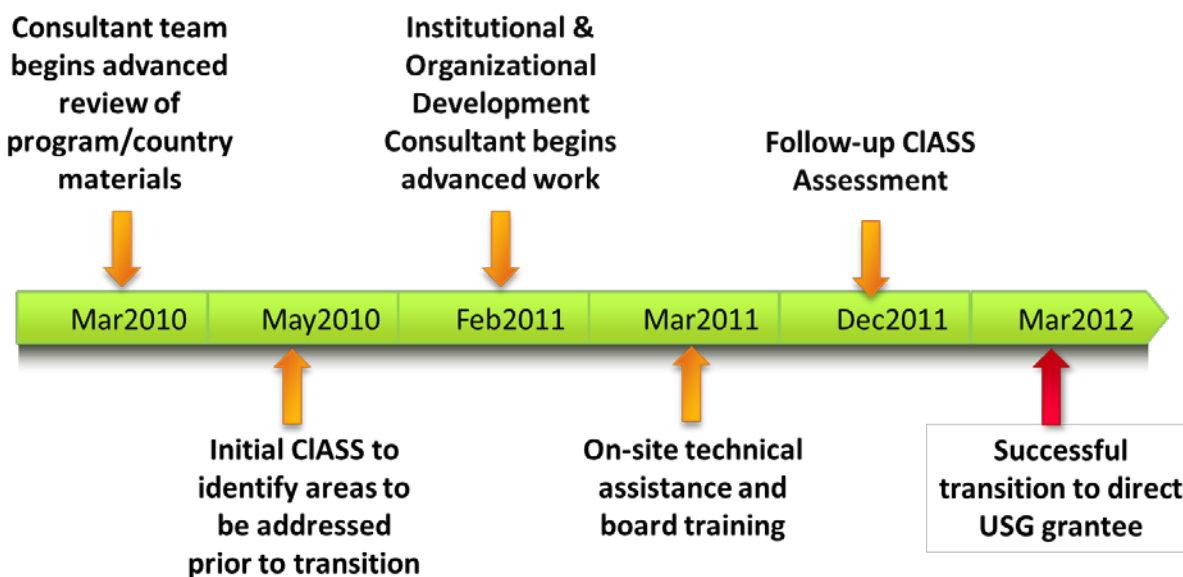 Consultant team
begins advanced
review of
program/country
materials
Institutional &
Organizational
Development
Consultant begins
advanced work
Follow-up ClASS
Assessment
Mar2010
May2010
Feb2011
Mar2011
Dec2011
Mar2012
Initial ClASS to
identify areas to
be addressed
prior to transition
On-site technical
assistance and
board training
Successful
transition to direct
USG grantee